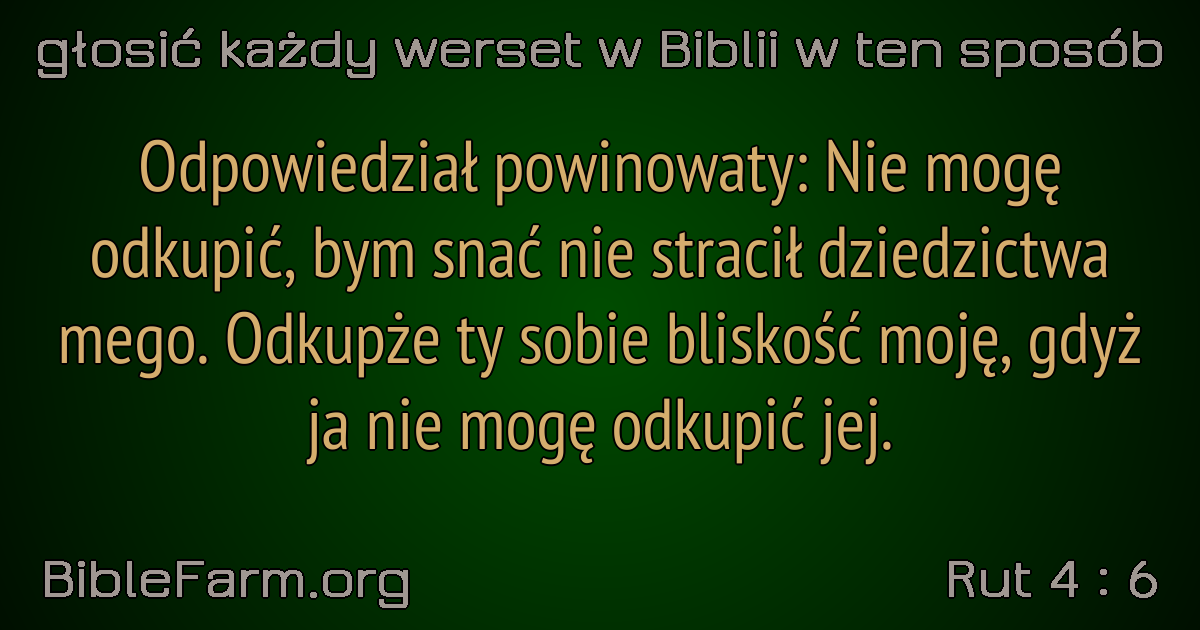 głosić każdy werset w Biblii w ten sposób
Odpowiedział powinowaty: Nie mogę
odkupić, bym snać nie stracił dziedzictwa
mego. Odkupże ty sobie bliskość moję, gdyż
ja nie mogę odkupić jej.
BibleFarm.org
Rut 4 : 6